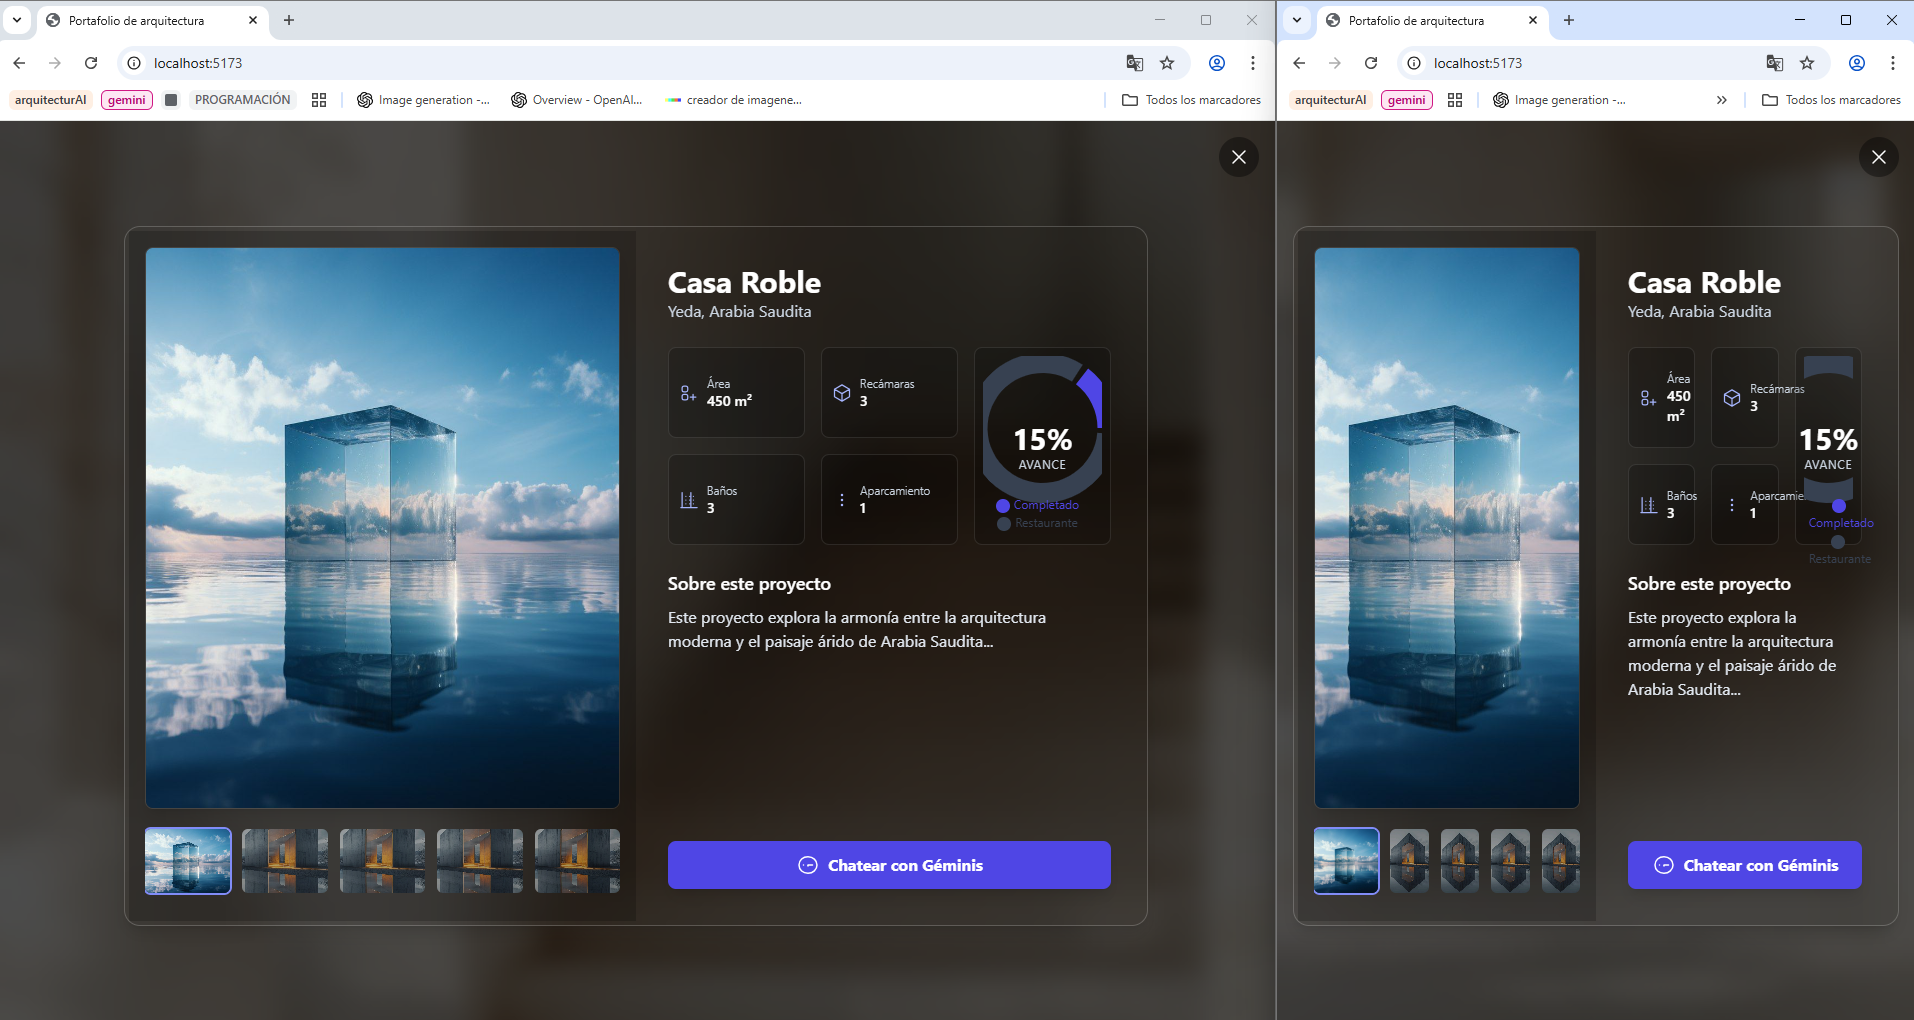 Portafolio de arquitectura
localhost:5173
arquitecturAI
gemini
PROGRAMACIÓN
Image generation -...
Overview - OpenAI...
creador de imagene...
Todos los marcadores
Casa Roble
Yeda, Arabia Saudita
Área
450 m²
Recámaras
3
Baños
3
Aparcamiento
1
15%
AVANCE
Completado
Restaurante
Sobre este proyecto
Este proyecto explora la armonía entre la arquitectura
moderna y el paisaje árido de Arabia Saudita...
Chatear con Géminis
Portafolio de arquitectura
localhost:5173
arquitecturAI
gemini
Image generation -...
Todos los marcadores
Casa Roble
Yeda, Arabia Saudita
Área
450
m²
Recámaras
3
Baños
3
Aparcamie
1
15%
AVANCE
Completado
Restaurante
Sobre este proyecto
Este proyecto explora la
armonía entre la arquitectura
moderna y el paisaje árido de
Arabia Saudita...
Chatear con Géminis